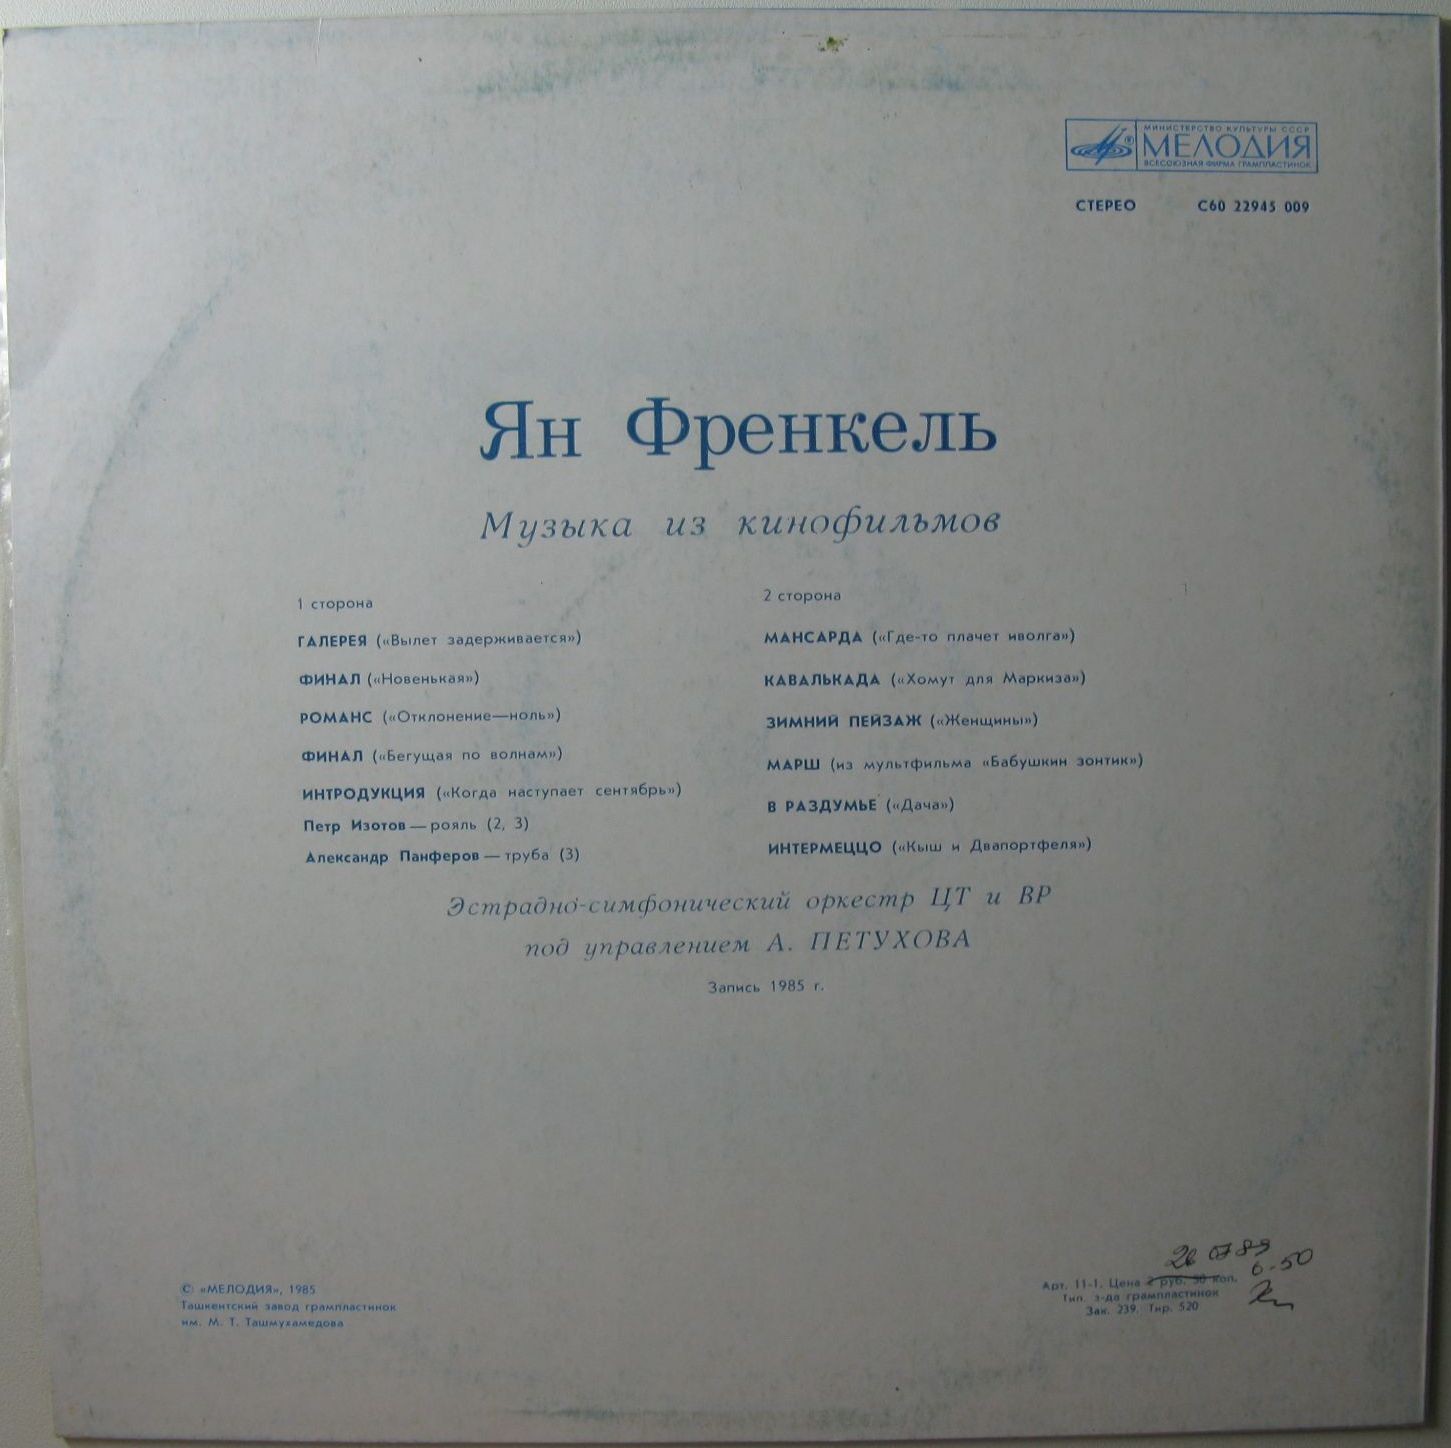 МИНИСТЕРСТВО КУЛЬТУРЫ СССР
МЕЛОДИЯ
ВСЕСОЮЗНАЯ ФИРМА ГРАМПЛАСТИНОК
СТЕРЕО С60 22945 009
Ян Френкель
Музыка из кинофильмов
1 сторона
ГАЛЕРЕЯ («Вылет задерживается»)
ФИНАЛ («Новенькая»)
РОМАНС («Отклонение—ноль»)
ФИНАЛ («Бегущая по волнам»)
ИНТРОДУКЦИЯ («Когда наступает сентябрь»)
Петр Изотов — рояль (2, 3)
Александр Панферов — труба (3)
2 сторона
МАНСАРДА («Где-то плачет иволга»)
КАВАЛЬКАДА («Хомут для Маркиза»)
ЗИМНИЙ ПЕЙЗАЖ («Женщины»)
МАРШ (из мультфильма «Бабушкин зонтик»)
В РАЗДУМЬЕ («Дача»)
ИНТЕРМЕЦЦО («Кыш и Двапортфеля»)
Эстрадно-симфонический оркестр ЦТ и ВР
под управлением А. ПЕТУХОВА
Запись 1985 г.
© «МЕЛОДИЯ», 1985
Ташкентский завод грампластинок
им. М. Т. Ташмухамедова
26 07 89
6-50
Арт. 11-1. Цена 2 руб. 50 коп.
Тип. з-да грампластинок
Зак. 239. Тир. 520